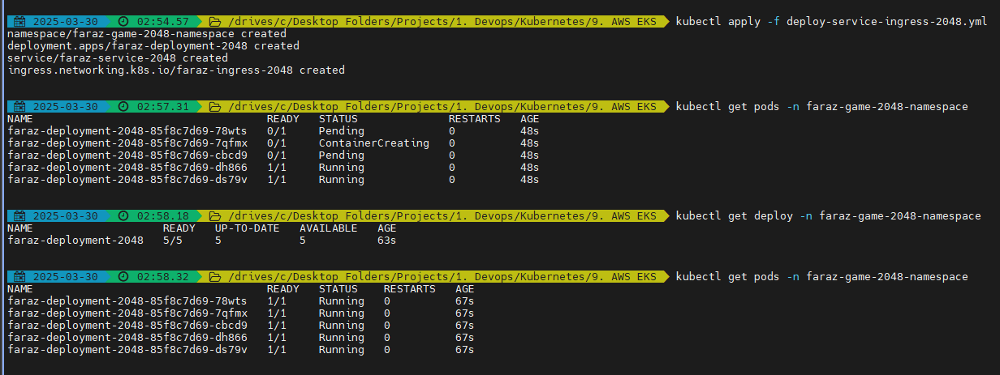 2025-03-30 02:54.57 /drives/c/Desktop Folders/Projects/1. Devops/Kubernetes/9. AWS EKS kubectl apply -f deploy-service-ingress-2048.yml
namespace/faraz-game-2048-namespace created
deployment.apps/faraz-deployment-2048 created
service/faraz-service-2048 created
ingress.networking.k8s.io/faraz-ingress-2048 created
2025-03-30 02:57.31 /drives/c/Desktop Folders/Projects/1. Devops/Kubernetes/9. AWS EKS kubectl get pods -n faraz-game-2048-namespace
NAME READY STATUS RESTARTS AGE
faraz-deployment-2048-85f8c7d69-78wts 0/1 Pending 0 48s
faraz-deployment-2048-85f8c7d69-7qfmx 0/1 ContainerCreating 0 48s
faraz-deployment-2048-85f8c7d69-cbcd9 0/1 Pending 0 48s
faraz-deployment-2048-85f8c7d69-dh866 1/1 Running 0 48s
faraz-deployment-2048-85f8c7d69-ds79v 1/1 Running 0 48s
2025-03-30 02:58.18 /drives/c/Desktop Folders/Projects/1. Devops/Kubernetes/9. AWS EKS kubectl get deploy -n faraz-game-2048-namespace
NAME READY UP-TO-DATE AVAILABLE AGE
faraz-deployment-2048 5/5 5 5 63s
2025-03-30 02:58.32 /drives/c/Desktop Folders/Projects/1. Devops/Kubernetes/9. AWS EKS kubectl get pods -n faraz-game-2048-namespace
NAME READY STATUS RESTARTS AGE
faraz-deployment-2048-85f8c7d69-78wts 1/1 Running 0 67s
faraz-deployment-2048-85f8c7d69-7qfmx 1/1 Running 0 67s
faraz-deployment-2048-85f8c7d69-cbcd9 1/1 Running 0 67s
faraz-deployment-2048-85f8c7d69-dh866 1/1 Running 0 67s
faraz-deployment-2048-85f8c7d69-ds79v 1/1 Running 0 67s